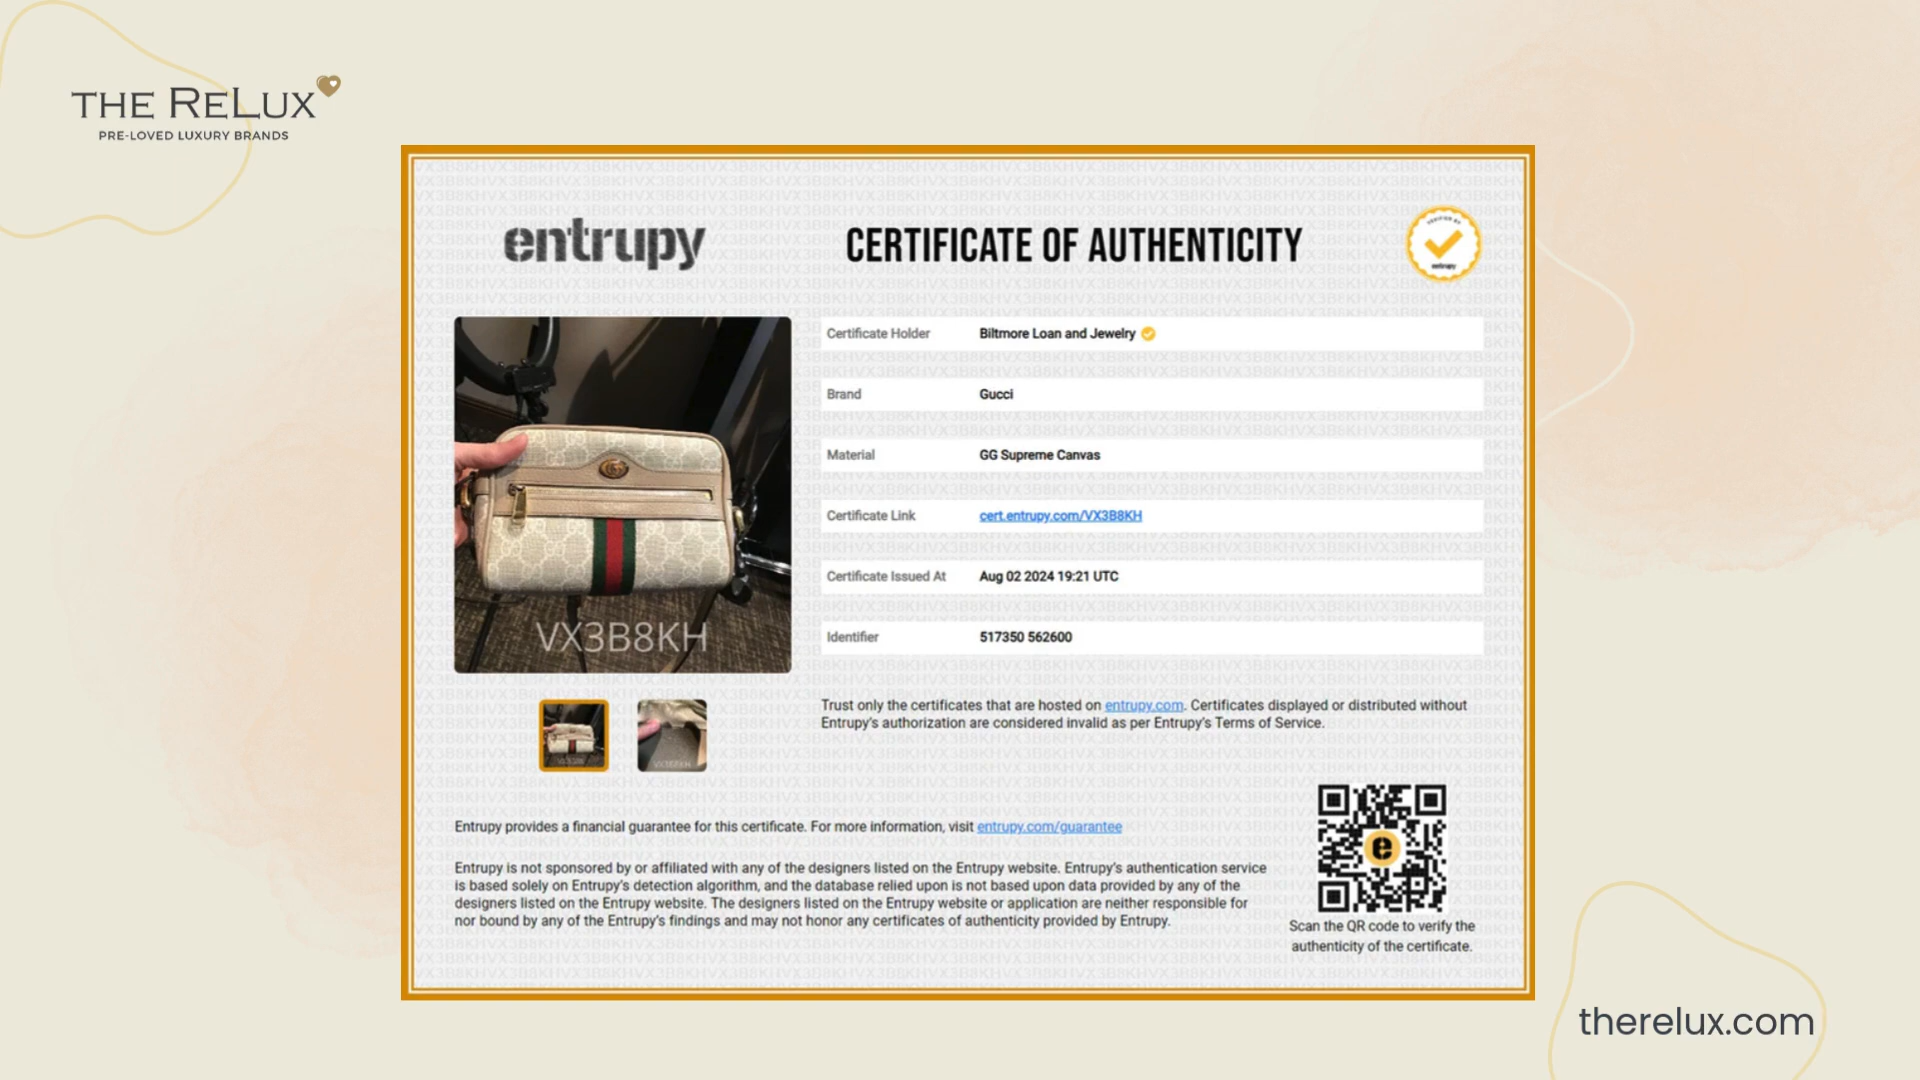 THE RELUX
PRE-LOVED LUXURY BRANDS
entrupy
CERTIFICATE OF AUTHENTICITY
entrupy
Certificate Holder Biltmore Loan and Jewelry
Brand Gucci
Material GG Supreme Canvas
Certificate Link cert.entrupy.com/VX3B8KH
Certificate Issued At Aug 02 2024 19:21 UTC
Identifier 517350 562600
VX3B8KH
VX3B8KH
Trust only the certificates that are hosted on entrupy.com. Certificates displayed or distributed without
Entrupy's authorization are considered invalid as per Entrupy's Terms of Service.
Entrupy provides a financial guarantee for this certificate. For more information, visit entrupy.com/guarantee
Entrupy is not sponsored by or affiliated with any of the designers listed on the Entrupy website. Entrupy's authentication service
is based solely on Entrupy's detection algorithm, and the database relied upon is not based upon data provided by any of the
designers listed on the Entrupy website. The designers listed on the Entrupy website or application are neither responsible for
nor bound by any of the Entrupy's findings and may not honor any certificates of authenticity provided by Entrupy.
e
Scan the QR code to verify the
authenticity of the certificate.
therelux.com